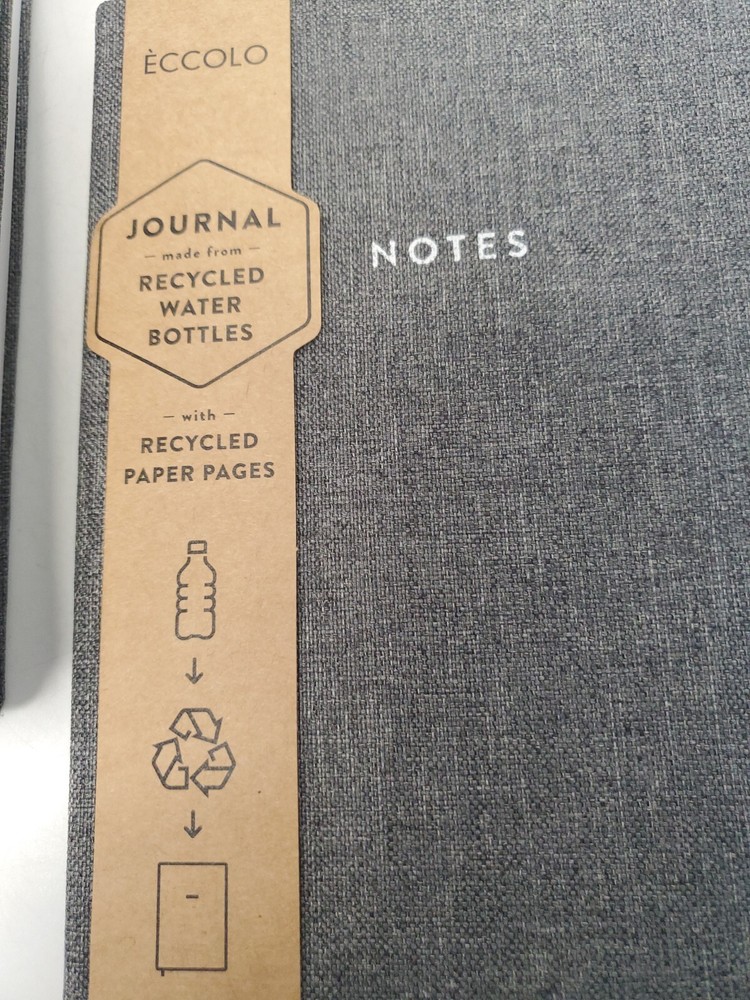 ÈCCOLO
JOURNAL
– made from –
RECYCLED
WATER
BOTTLES
– with –
RECYCLED
PAPER PAGES
NOTES